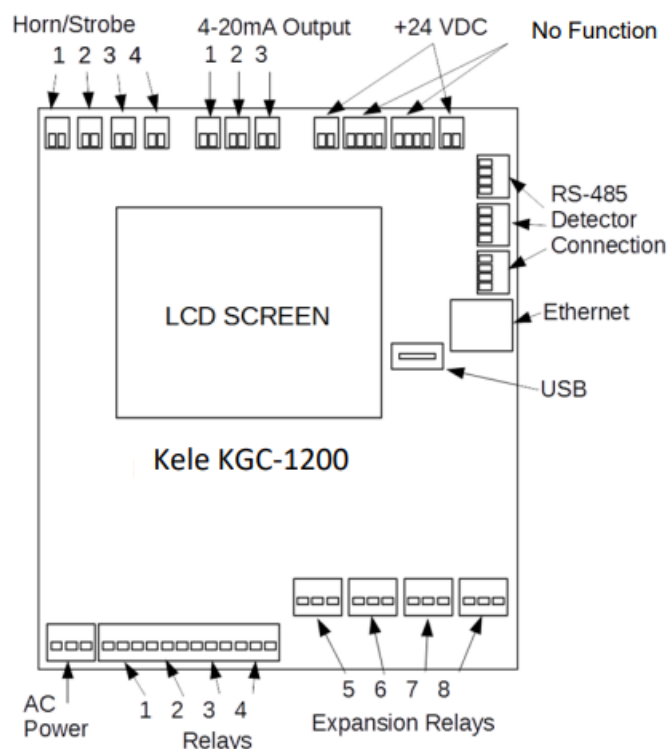 Horn/Strobe
1 2 3 4
4-20mA Output
1 2 3
+24 VDC
No Function
RS-485
Detector
Connection
Ethernet
USB
LCD SCREEN
Kele KGC-1200
AC
Power
1 2 3 4
Relays
5 6 7 8
Expansion Relays